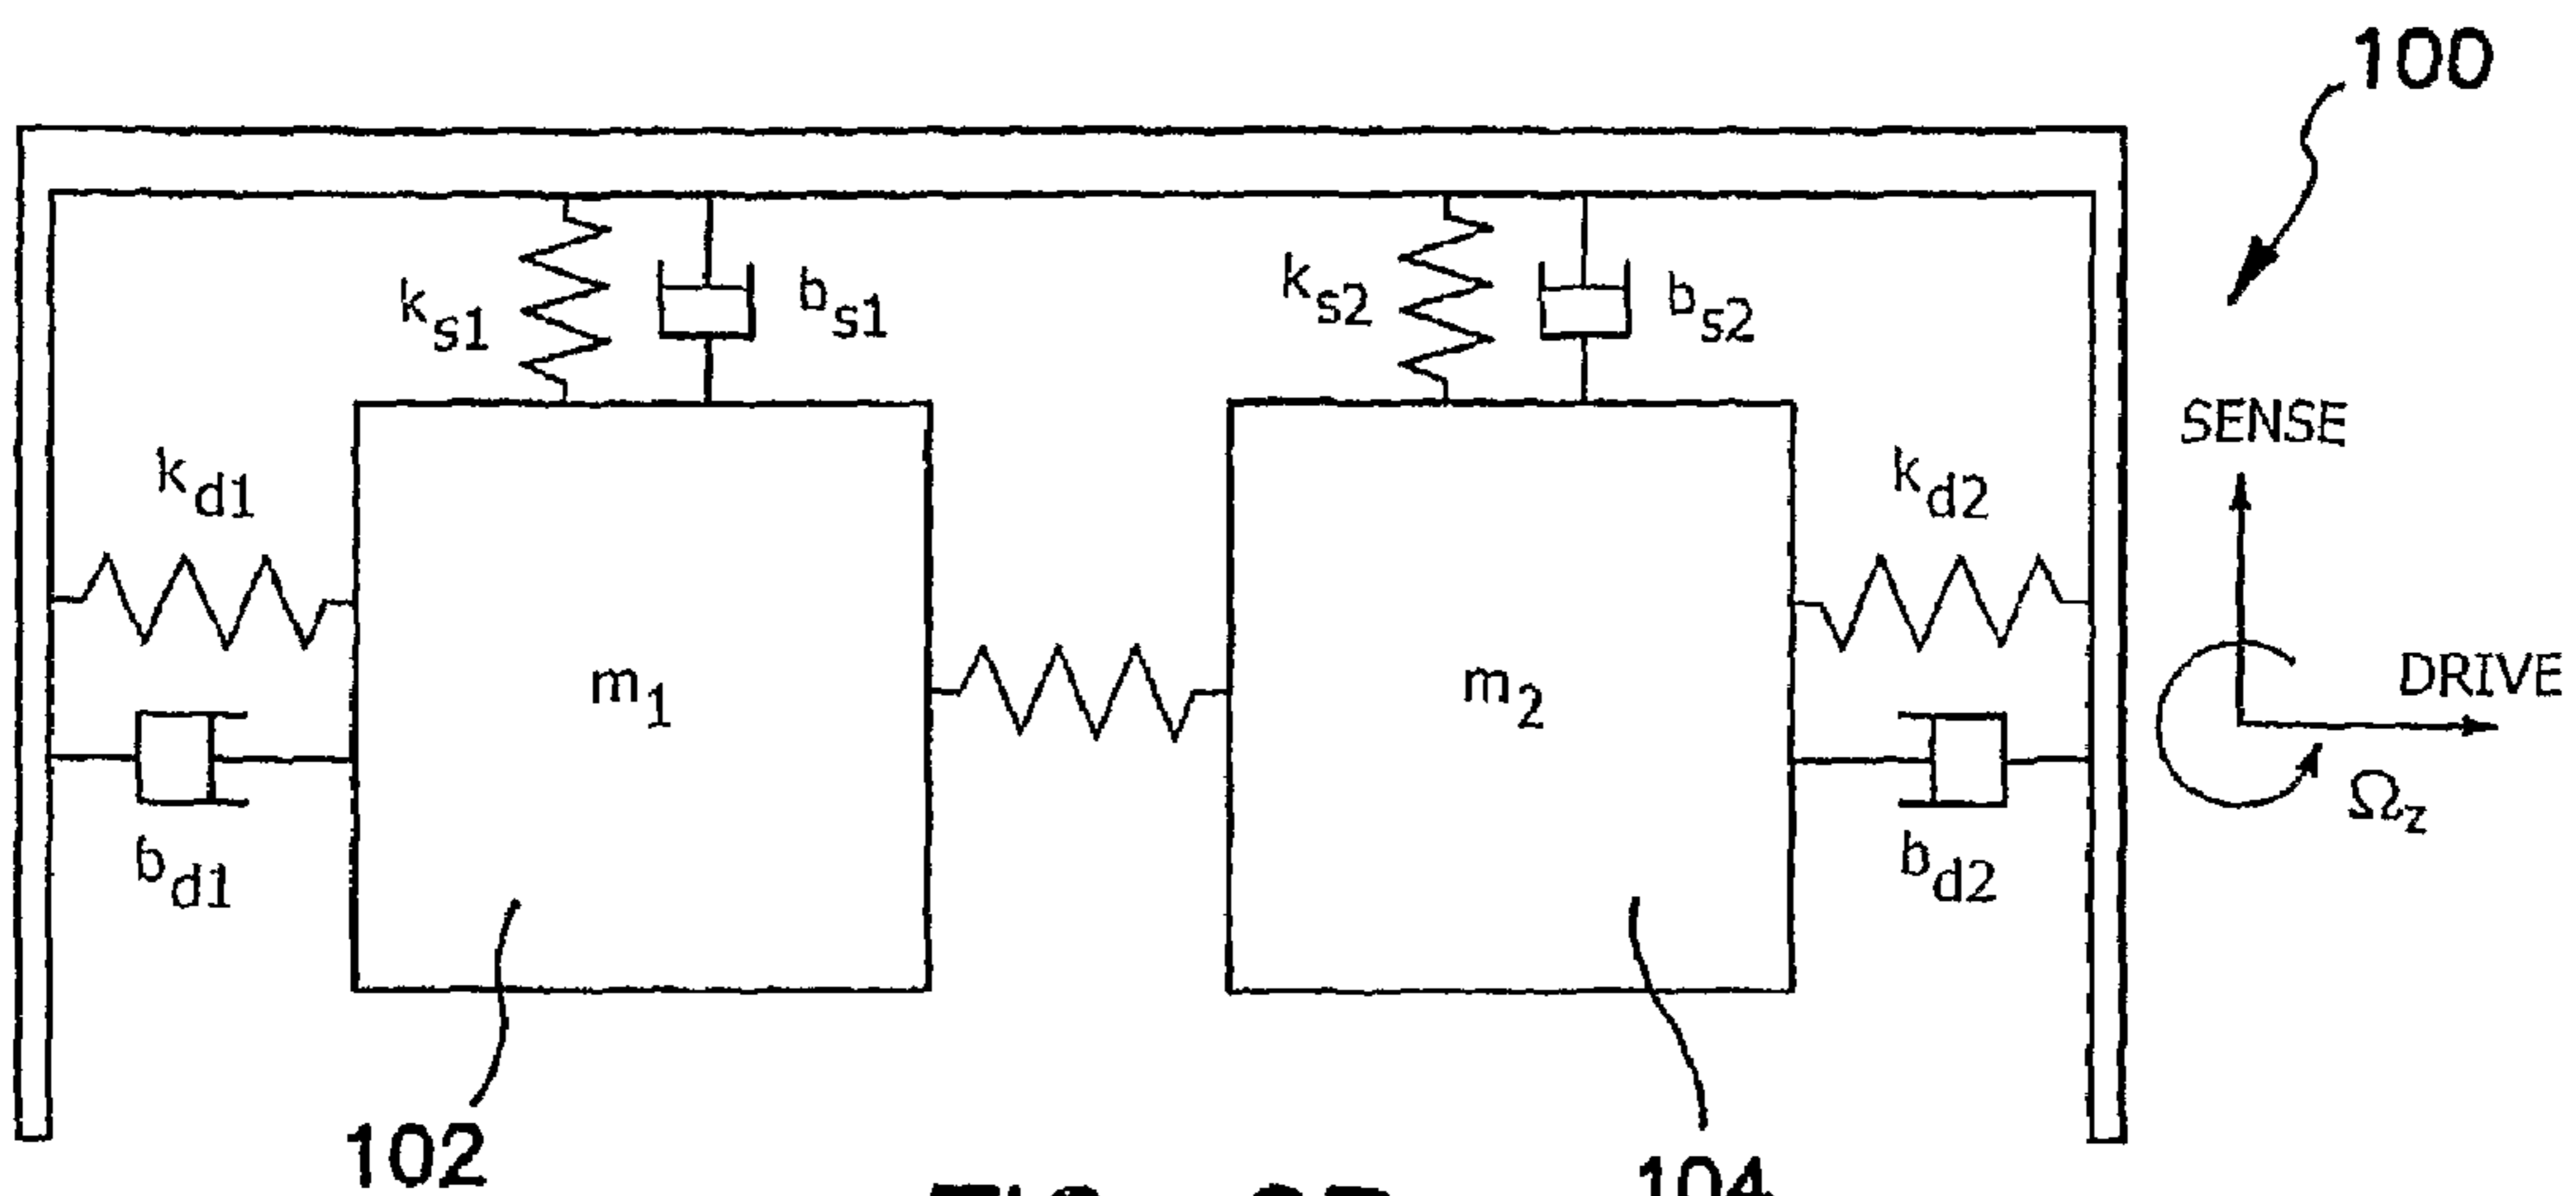 100
k_s1
b_s1
k_s2
b_s2
SENSE
k_d1
k_d2
m_1
m_2
DRIVE
Ω_z
b_d1
b_d2
102
104